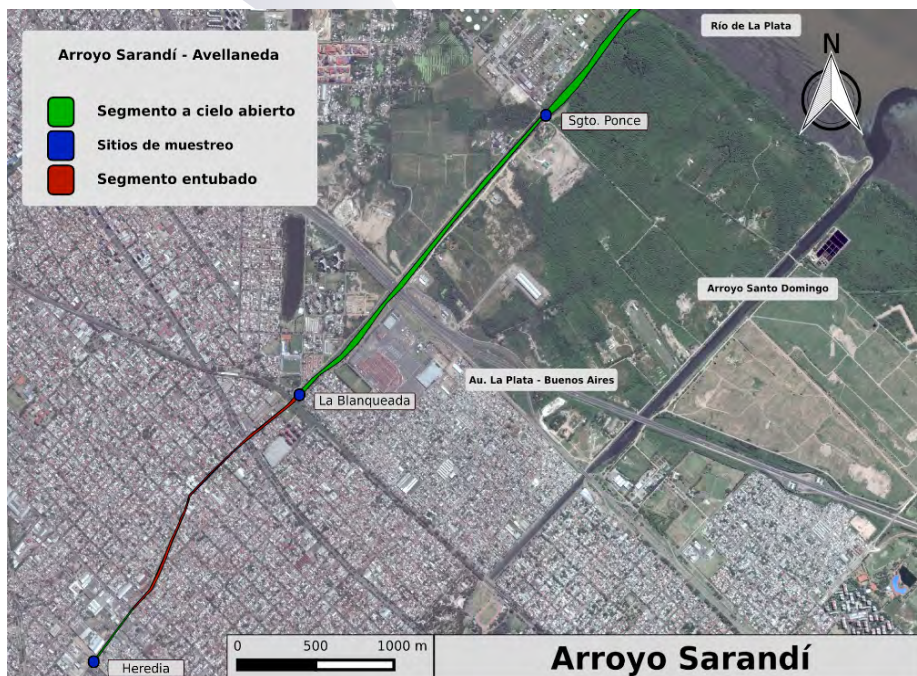 Arroyo Sarandí - Avellaneda
Segmento a cielo abierto
Sitios de muestreo
Segmento entubado
Río de La Plata
N
Sgto. Ponce
Arroyo Santo Domingo
Au. La Plata - Buenos Aires
La Blanqueada
Heredia
0 500 1000 m
Arroyo Sarandí